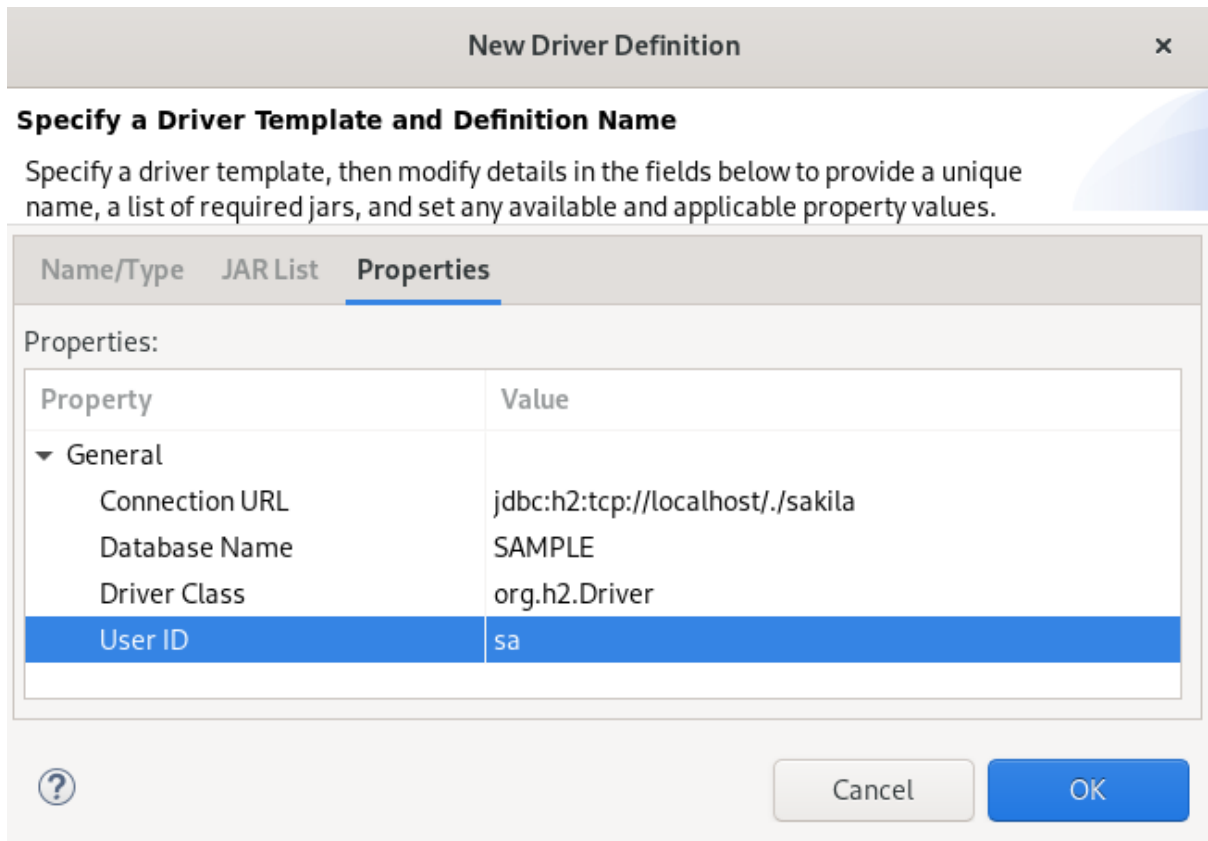 New Driver Definition ×
Specify a Driver Template and Definition Name
Specify a driver template, then modify details in the fields below to provide a unique
name, a list of required jars, and set any available and applicable property values.
Name/Type JAR List Properties
Properties:
Property Value
General
Connection URL jdbc:h2:tcp://localhost/./sakila
Database Name SAMPLE
Driver Class org.h2.Driver
User ID sa
? Cancel OK